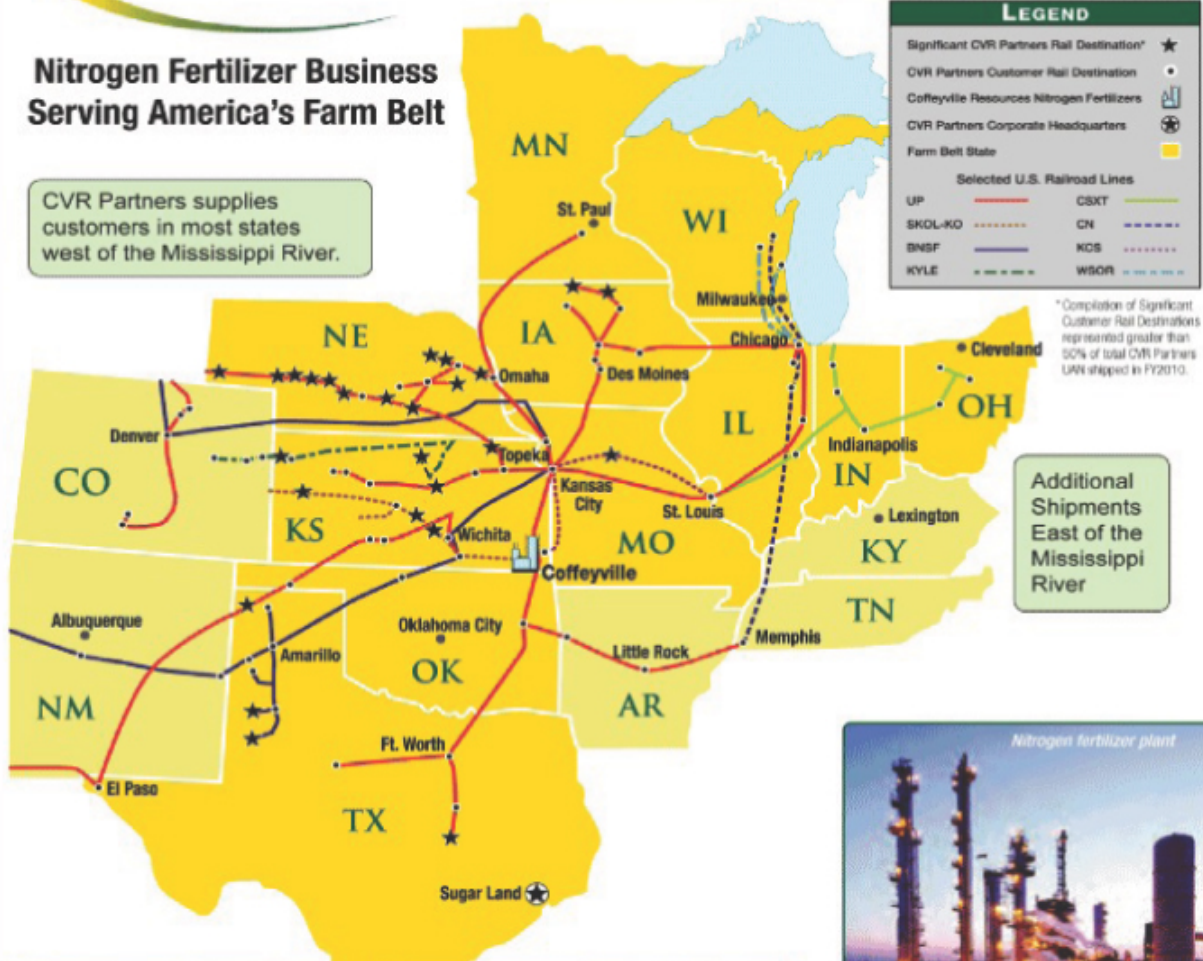 Nitrogen Fertilizer Business
Serving America's Farm Belt
CVR Partners supplies
customers in most states
west of the Mississippi River.
LEGEND
Significant CVR Partners Rail Destination*
CVR Partners Customer Rail Destination
Coffeyville Resources Nitrogen Fertilizers
CVR Partners Corporate Headquarters
Farm Belt State
Selected U.S. Railroad Lines
UP
CSXT
SKOL-KO
CN
BNSF
KCS
KYLE
WSOR
*Compilation of Significant
Customer Rail Destinations
represented greater than
50% of total CVR Partners
UAN shipped in FY2010.
MN
St. Paul
WI
Milwaukee
NE
IA
Chicago
Cleveland
Omaha
Des Moines
OH
IL
Denver
Indianapolis
Topeka
IN
CO
Kansas
City
St. Louis
Additional
Shipments
East of the
Mississippi
River
Lexington
KS
Wichita
MO
KY
Coffeyville
TN
Albuquerque
Oklahoma City
Memphis
Amarillo
Little Rock
OK
NM
AR
Ft. Worth
Nitrogen fertilizer plant
El Paso
TX
Sugar Land